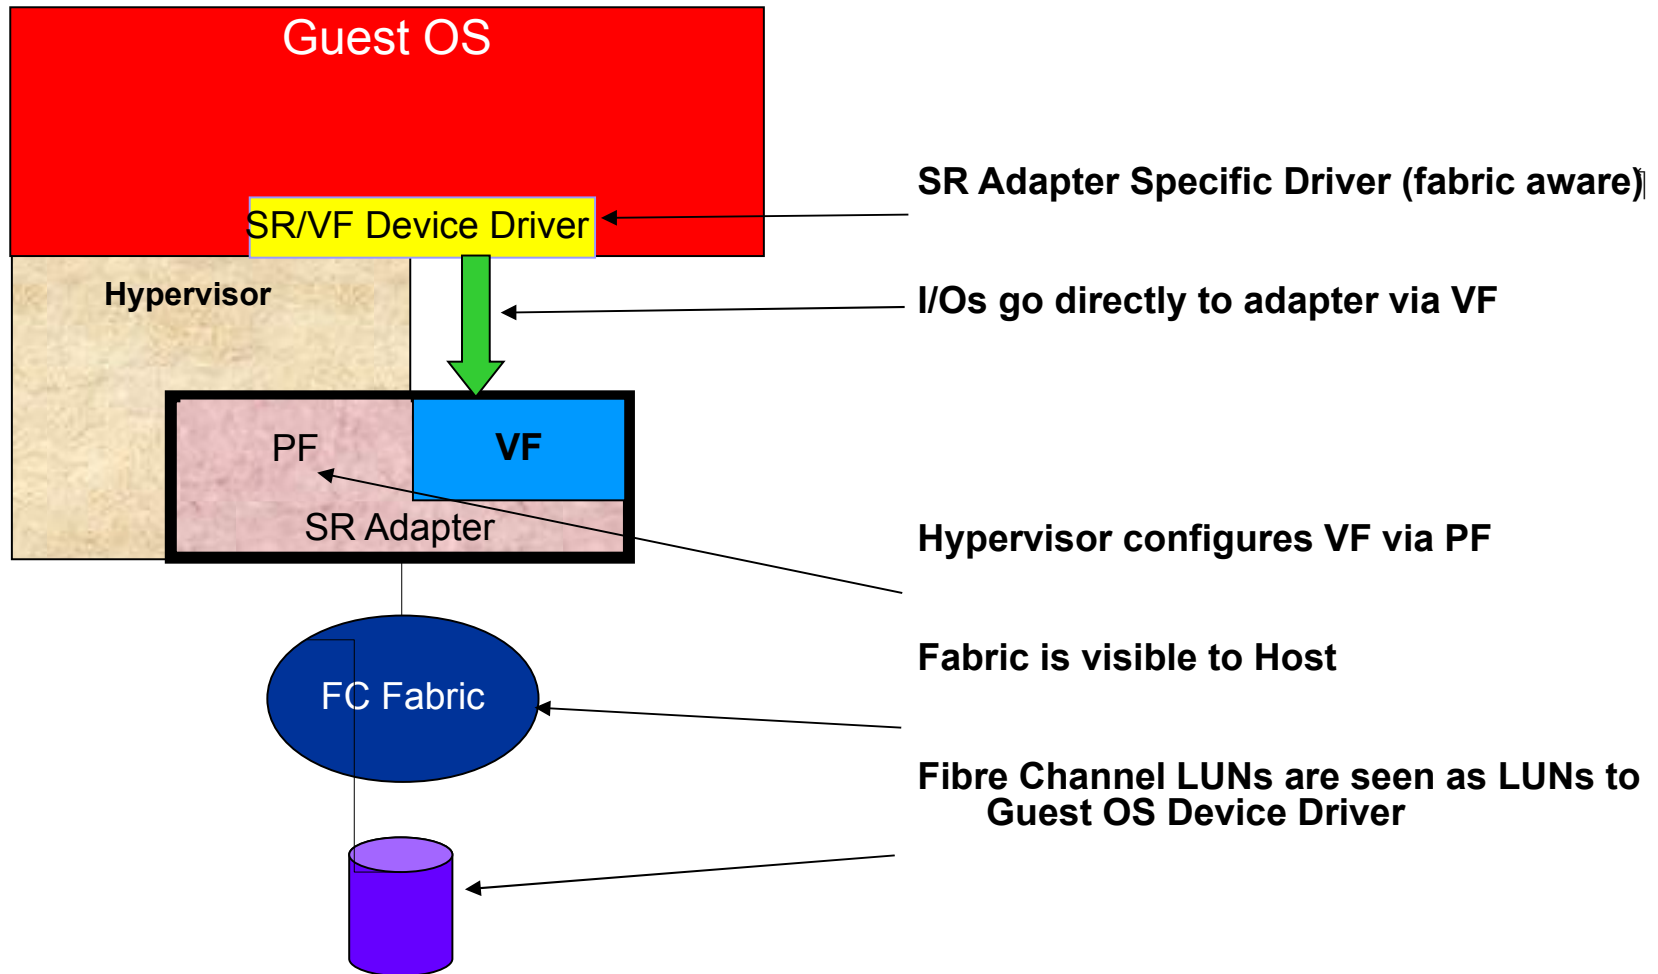 Guest OS
SR Adapter Specific Driver (fabric aware)
SR/VF Device Driver
Hypervisor
I/Os go directly to adapter via VF
PF
VF
SR Adapter
Hypervisor configures VF via PF
Fabric is visible to Host
FC Fabric
Fibre Channel LUNs are seen as LUNs to
Guest OS Device Driver